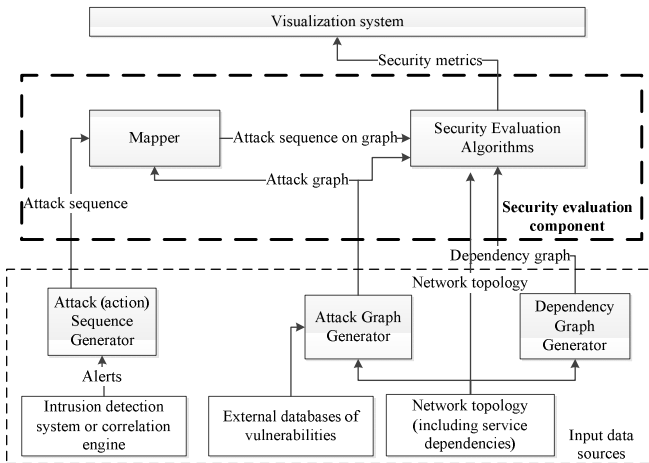 Visualization system
Security metrics
Mapper
Attack sequence on graph
Security Evaluation
Algorithms
Attack graph
Attack sequence
Security evaluation
component
Dependency graph
Network topology
Attack (action)
Sequence
Generator
Attack Graph
Generator
Dependency
Graph
Generator
Alerts
Intrusion detection
system or correlation
engine
External databases of
vulnerabilities
Network topology
(including service
dependencies)
Input data
sources